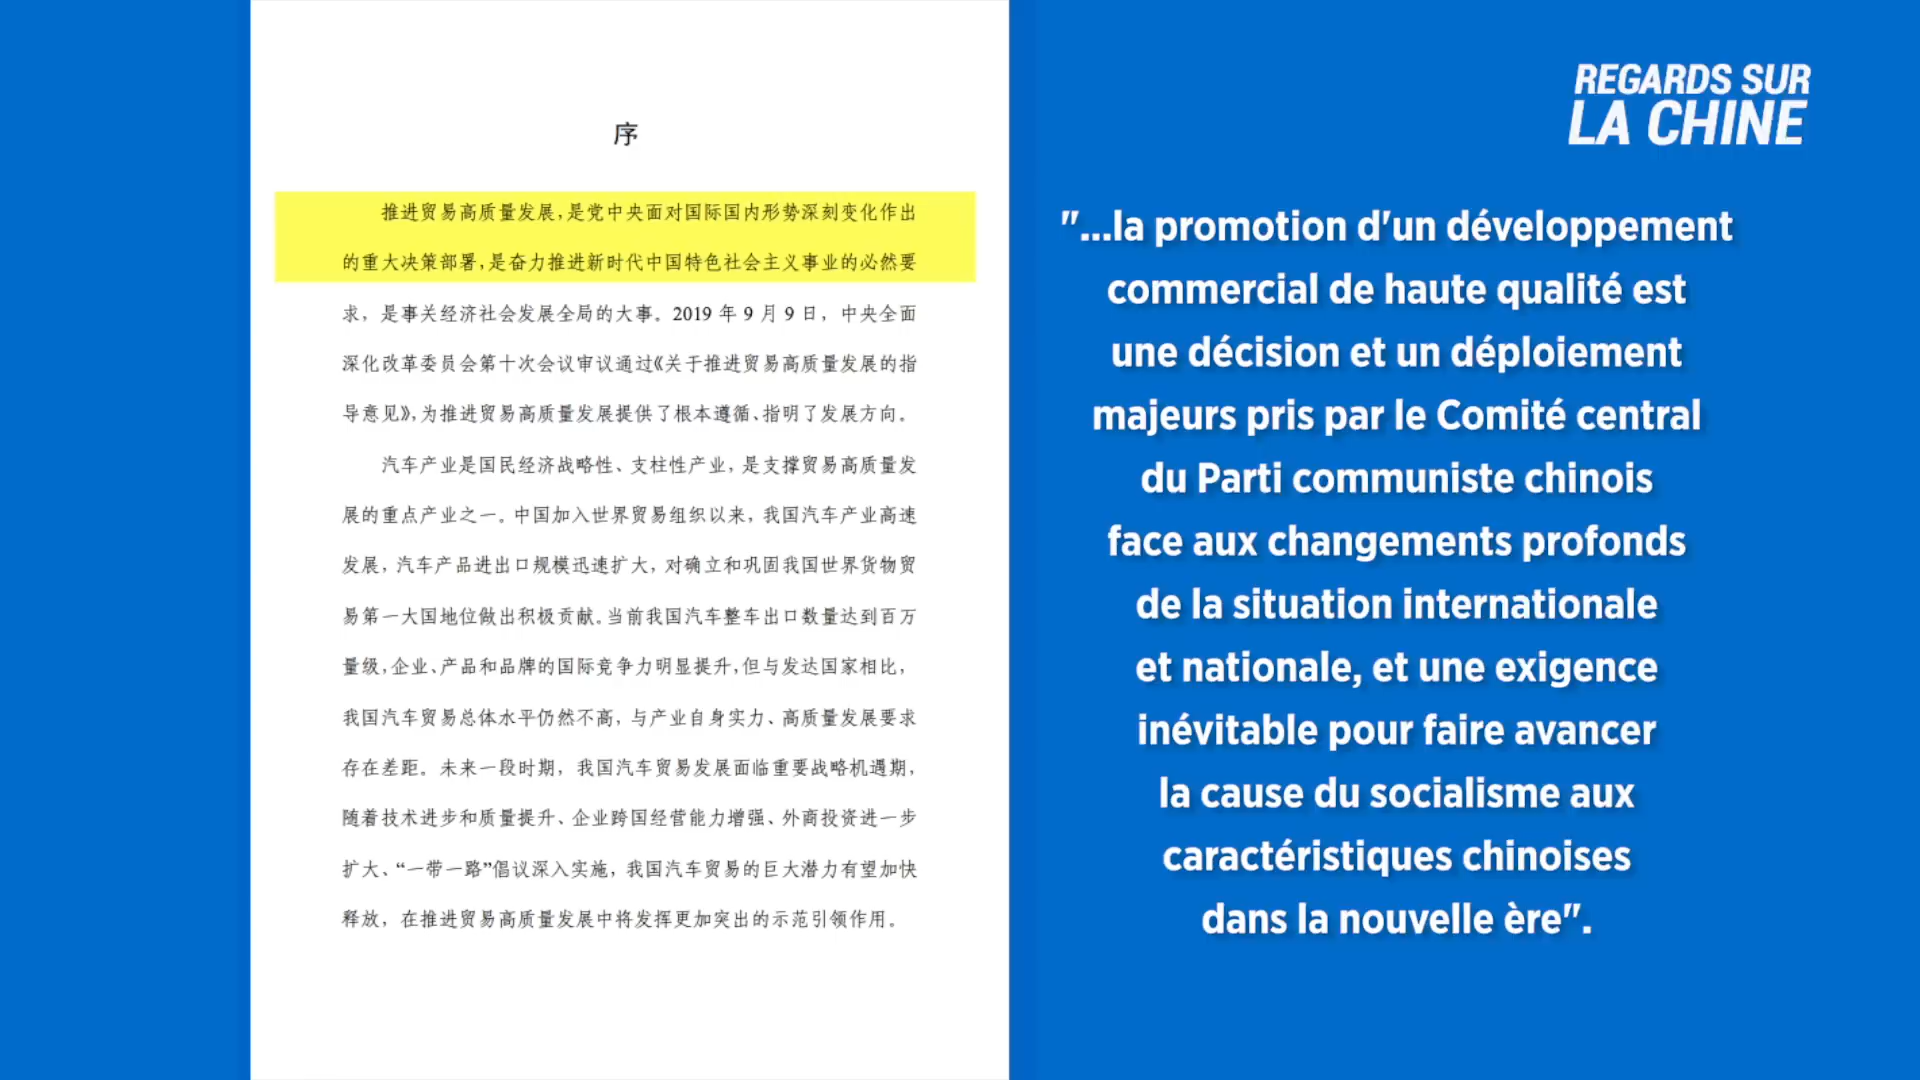 序
推进贸易高质量发展,是党中央面对国际国内形势深刻变化作出
的重大决策部署,是奋力推进新时代中国特色社会主义事业的必然要
求，是事关经济社会发展全局的大事。2019 年 9 月 9 日，中央全面
深化改革委员会第十次会议审议通过《关于推进贸易高质量发展的指
导意见》,为推进贸易高质量发展提供了根本遵循、指明了发展方向。
汽车产业是国民经济战略性、支柱性产业，是支撑贸易高质量发
展的重点产业之一。中国加入世界贸易组织以来，我国汽车产业高速
发展，汽车产品进出口规模迅速扩大，对确立和巩固我国世界货物贸
易第一大国地位做出积极贡献。当前我国汽车整车出口数量达到百万
量级,企业、产品和品牌的国际竞争力明显提升,但与发达国家相比，
我国汽车贸易总体水平仍然不高，与产业自身实力、高质量发展要求
存在差距。未来一段时期，我国汽车贸易发展面临重要战略机遇期，
随着技术进步和质量提升、企业跨国经营能力增强、外商投资进一步
扩大、“一带一路”倡议深入实施，我国汽车贸易的巨大潜力有望加快
释放，在推进贸易高质量发展中将发挥更加突出的示范引领作用。
REGARDS SUR
LA CHINE
"...la promotion d'un développement
commercial de haute qualité est
une décision et un déploiement
majeurs pris par le Comité central
du Parti communiste chinois
face aux changements profonds
de la situation internationale
et nationale, et une exigence
inévitable pour faire avancer
la cause du socialisme aux
caractéristiques chinoises
dans la nouvelle ère".